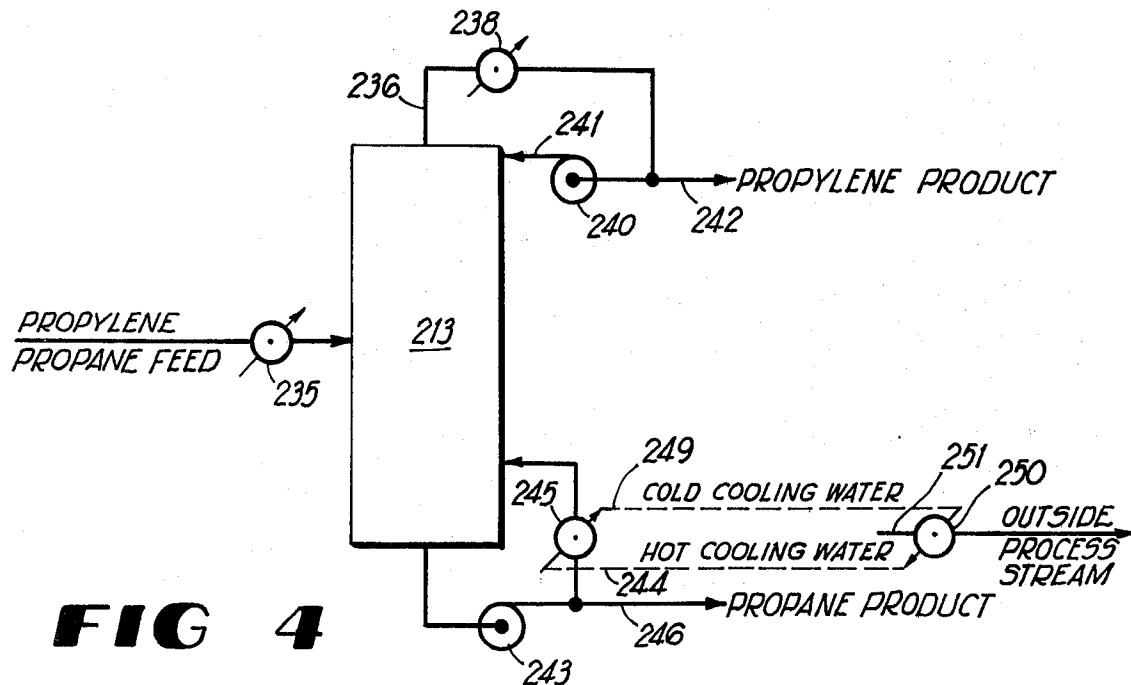 238
236
241
PROPYLENE PRODUCT
240
242
PROPYLENE
PROPANE FEED
235
213
249
251
250
245
COLD COOLING WATER
OUTSIDE
HOT COOLING WATER
PROCESS
STREAM
244
PROPANE PRODUCT
246
243
FIG 4